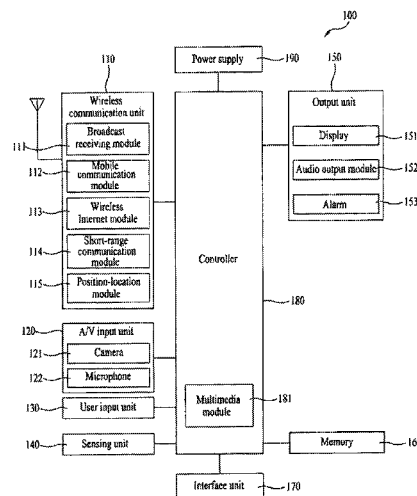 100
110
Power supply
190
150
Wireless
communication unit
Output unit
Broadcast
receiving module
111
Display
151
Mobile
communication
module
112
Audio output module
152
Wireless
Internet module
113
Alarm
153
Short-range
communication
module
114
Controller
Position-location
module
115
180
120
A/V input unit
121
Camera
122
Microphone
Multimedia
module
181
130
User input unit
140
Sensing unit
Memory
16
Interface unit
170